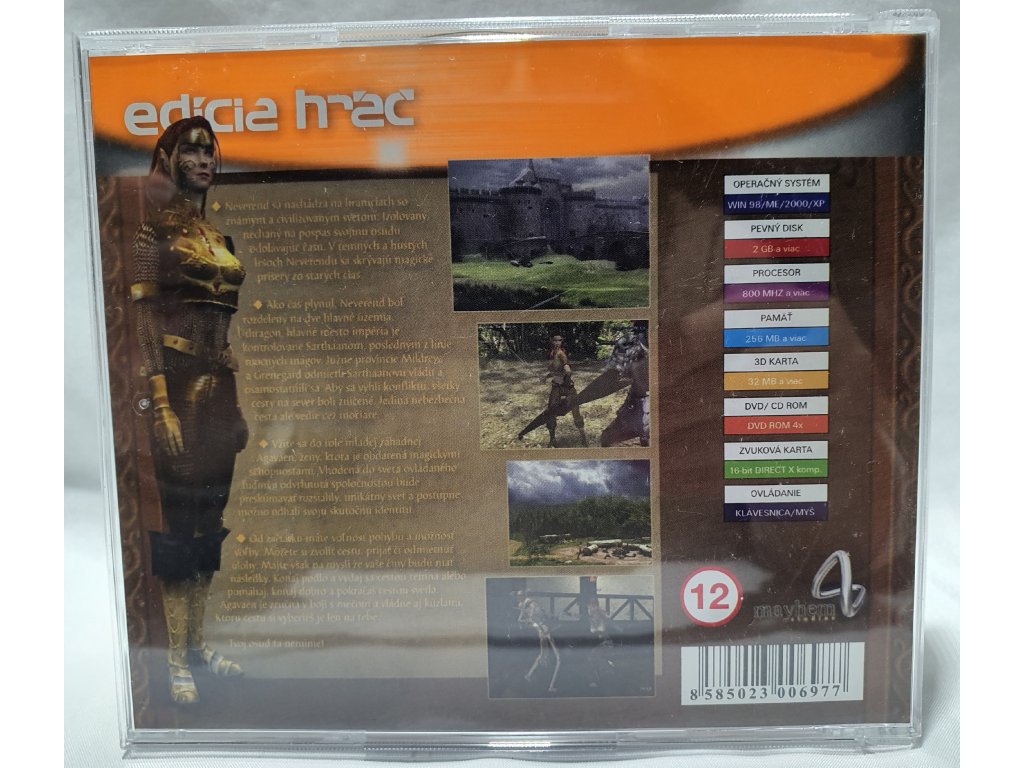 edícia hráč
◆ Neverend sa nachádza na hraniciach so
známym a civilizovaným svetom. Izolovaný,
nechaný na pospas svojmu osudu
a dobývajúc času. V temných a hustých
lesoch Neverendu sa skrývajú magické
príšery zo starých čias.
◆ Ako čas plynul, Neverend bol
rozdelený na dve hlavné územia.
hlavné mesto impéria je
kontrolované Sarthaanom, posledným z línie
mágov. Južné provincie Mildrey
a Grenegard odmietli Sarthaanovu vládu a
osamostatnili sa. Aby sa vyhli konfliktu, všetky
cesty na sever boli zničené. Jediná nebezpečná
cesta ale vedie cez močiare.
◆ Vžite sa do role mladej záhadnej
Agavaen, ženy, ktorá je obdarená magickými
schopnosťami. Vhodená do sveta ovládaného
ľuďmi a odvrhnutá spoločnosťou bude
preskúmavať rozsiahly, unikátny svet a postupne
možno odhalí svoju skutočnú identitu.
◆ Od začiatku máte voľnosť pohybu a možnosť
voľby. Môžete si zvoliť cestu, prijať či odmietnuť
úlohy. Majte však na mysli že vaše činy budú mať
následky. Konaj podlo a vydaj sa cestou temna alebo
pomáhaj, konaj dobro a pokračuj cestou svetla.
Agavaen je zručná v boji s mečom a vládne aj kúzlami.
Ktorú cestu si vyberieš je len na tebe.
Tvoj osud ťa neminie!
OPERAČNÝ SYSTÉM
WIN 98/ME/2000/XP
PEVNÝ DISK
2 GB a viac
PROCESOR
800 MHZ a viac
PAMÄŤ
256 MB a viac
3D KARTA
32 MB a viac
DVD/ CD ROM
DVD ROM 4x
ZVUKOVÁ KARTA
16-bit DIRECT X komp.
OVLÁDANIE
KLÁVESNICA/MYŠ
12
mayhem
studios
8 585023 006977